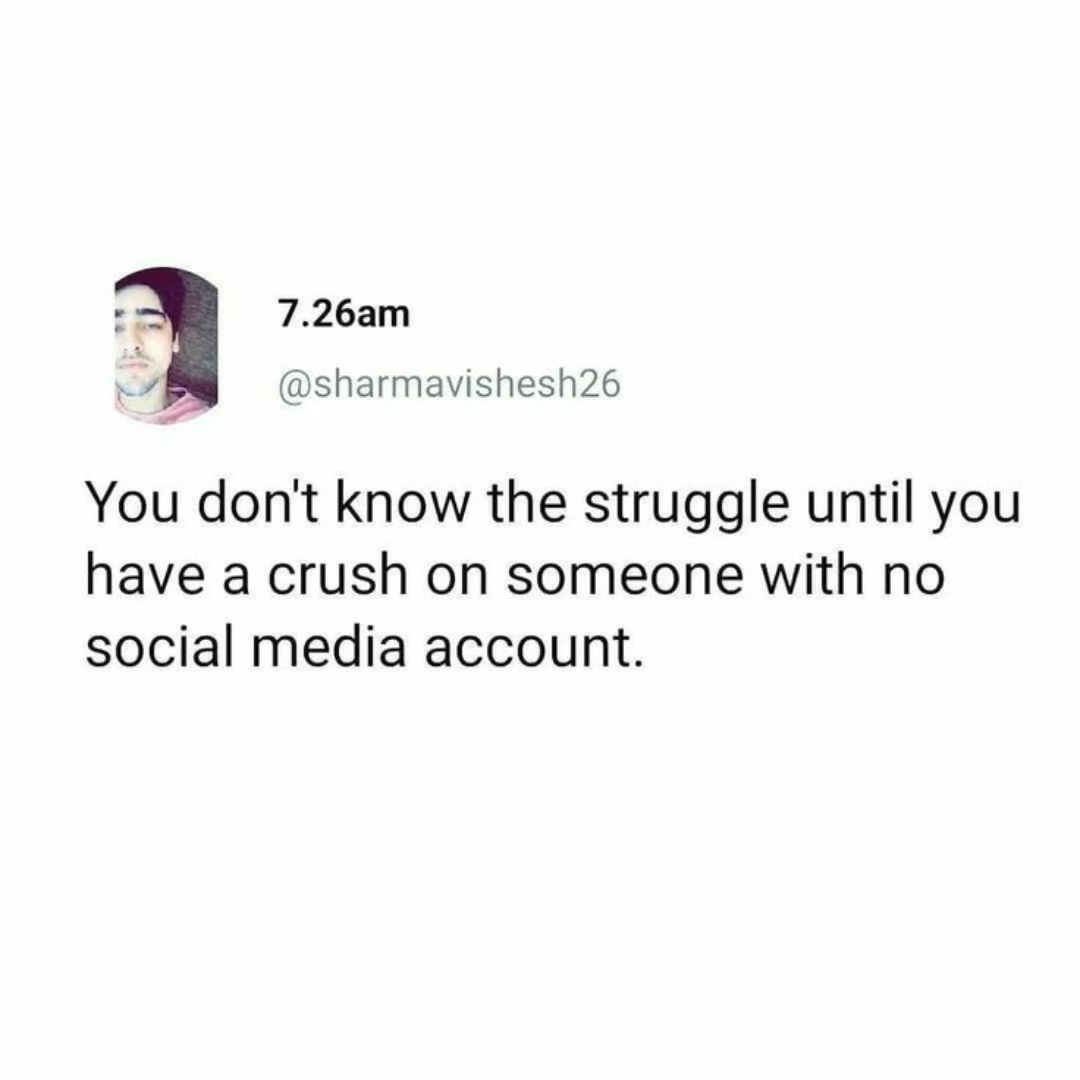 7.26am
@sharmavishesh26
You don't know the struggle until you
have a crush on someone with no
social media account.